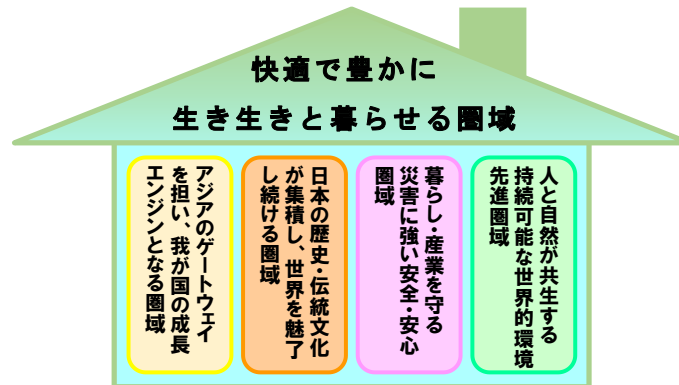 快適で豊かに
生き生きと暮らせる圏域
アジアのゲートウェイ
を担い、我が国の成長
エンジンとなる圏域
日本の歴史・伝統文化
が集積し、世界を魅了
し続ける圏域
暮らし・産業を守る
災害に強い安全・安心
圏域
人と自然が共生する
持続可能な世界的環境
先進圏域